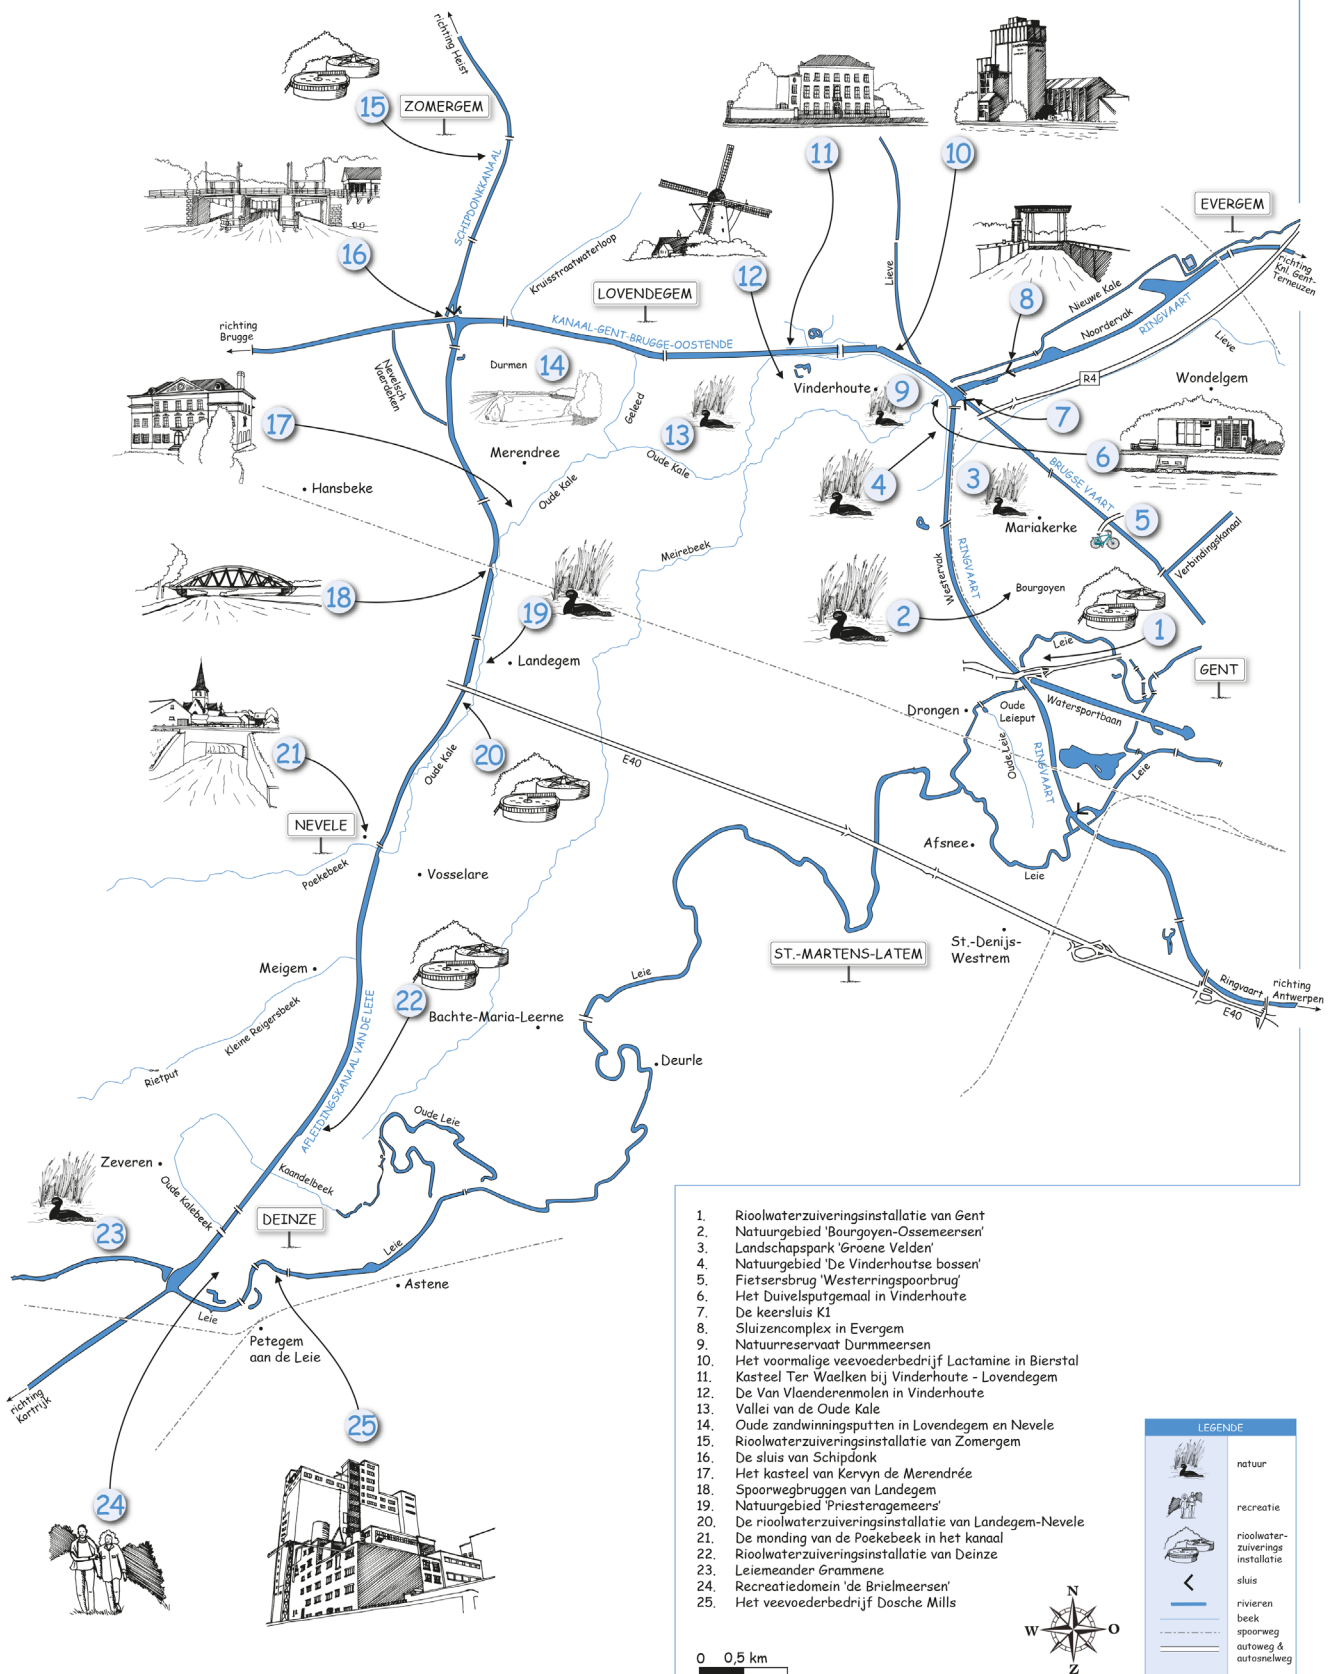 richting Heist
15
ZOMERGEM
SCHIPDONKKANAAL
16
Kruisstraatwaterloop
11
10
12
Lieve
EVERGEM
richting
Knl. Gent-
Terneuzen
8
Nieuwe Kale
Noordervak
RINGVAART
Lieve
LOVENDEGEM
KANAAL-GENT-BRUGGE-OOSTENDE
richting
Brugge
Nevelsch
Vaerdeken
Durmen
14
Geleed
Vinderhoute
9
R4
Wondelgem
7
17
13
Merendree
Oude Kale
Oude Kale
6
4
3
BRUGSE VAART
Hansbeke
Mariakerke
5
Meirebeek
Verbindingskanaal
Westervak
RINGVAART
18
19
2
Bourgoyen
1
Leie
Landegem
GENT
Drongen
Oude
Leieput
Watersportbaan
21
Oude Kale
20
E40
Oude Leie
RINGVAART
Leie
NEVELE
Poekebeek
Afsnee
Leie
Vosselare
St.-Denijs-
Westrem
ST.-MARTENS-LATEM
Meigem
Leie
Kleine Reigersbeek
22
Bachte-Maria-Leerne
Ringvaart
richting
Antwerpen
E40
Rietput
Deurle
AFLEIDINGSKANAAL VAN DE LEIE
Oude Leie
Zeveren
Kaandelbeek
Oude Kalebeek
23
DEINZE
Leie
Astene
Leie
Petegem
aan de Leie
richting
Kortrijk
25
24
1. Rioolwaterzuiveringsinstallatie van Gent
2. Natuurgebied 'Bourgoyen-Ossemeersen'
3. Landschapspark 'Groene Velden'
4. Natuurgebied 'De Vinderhoutse bossen'
5. Fietsersbrug 'Westerringspoorbrug'
6. Het Duivelsputgemaal in Vinderhoute
7. De keersluis K1
8. Sluizencomplex in Evergem
9. Natuurreservaat Durmmeersen
10. Het voormalige veevoederbedrijf Lactamine in Bierstal
11. Kasteel Ter Waelken bij Vinderhoute - Lovendegem
12. De Van Vlaenderenmolen in Vinderhoute
13. Vallei van de Oude Kale
14. Oude zandwinningsputten in Lovendegem en Nevele
15. Rioolwaterzuiveringsinstallatie van Zomergem
16. De sluis van Schipdonk
17. Het kasteel van Kervyn de Merendrée
18. Spoorwegbruggen van Landegem
19. Natuurgebied 'Priesteragemeers'
20. De rioolwaterzuiveringsinstallatie van Landegem-Nevele
21. De monding van de Poekebeek in het kanaal
22. Rioolwaterzuiveringsinstallatie van Deinze
23. Leiemeander Grammene
24. Recreatiedomein 'de Brielmeersen'
25. Het veevoederbedrijf Dosche Mills
N
W
O
Z
0 0,5 km
LEGENDE
natuur
recreatie
rioolwater-
zuiverings
installatie
sluis
rivieren
beek
spoorweg
autoweg &
autosnelweg